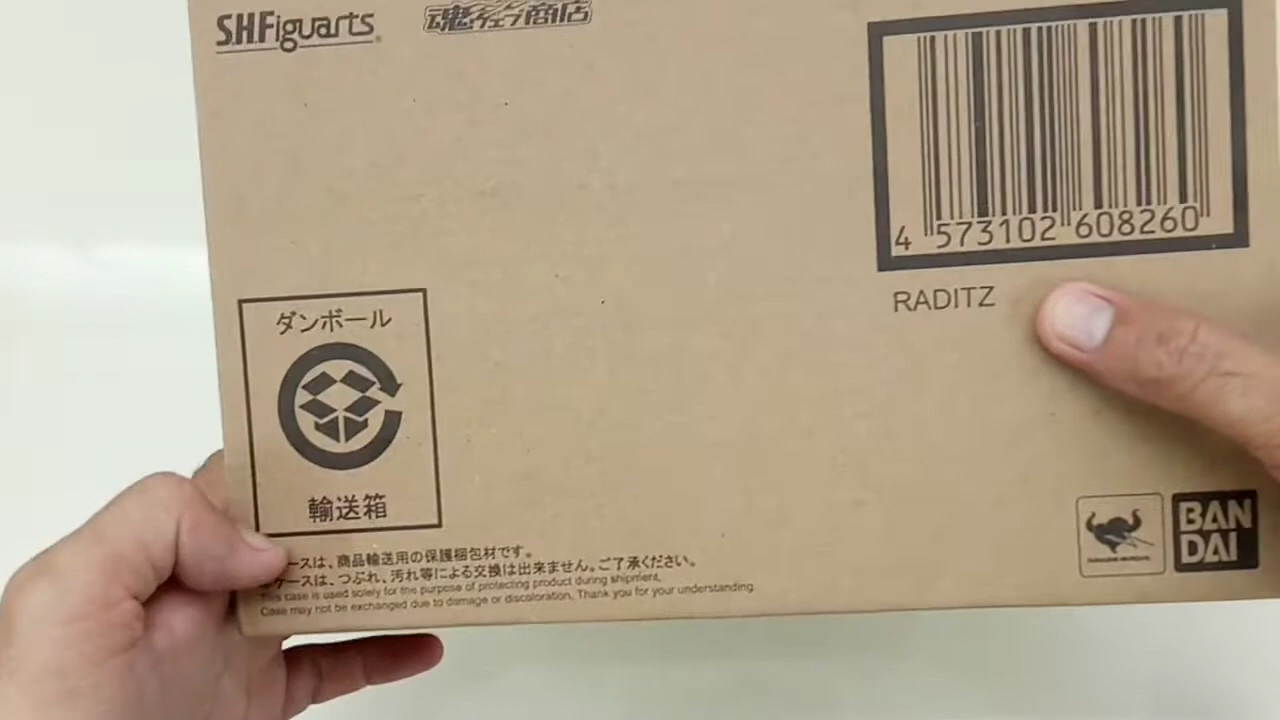 S.H.Figuarts
魂ウェブ商店
4 573102 608260
RADITZ
ダンボール
輸送箱
ースは、商品輸送用の保護梱包材です。
ケースは、つぶれ、汚れ等による交換は出来ません。ご了承ください。
This case is used solely for the purpose of protecting product during shipment.
Case may not be exchanged due to damage or discoloration. Thank you for your understanding.
BAN
DAI